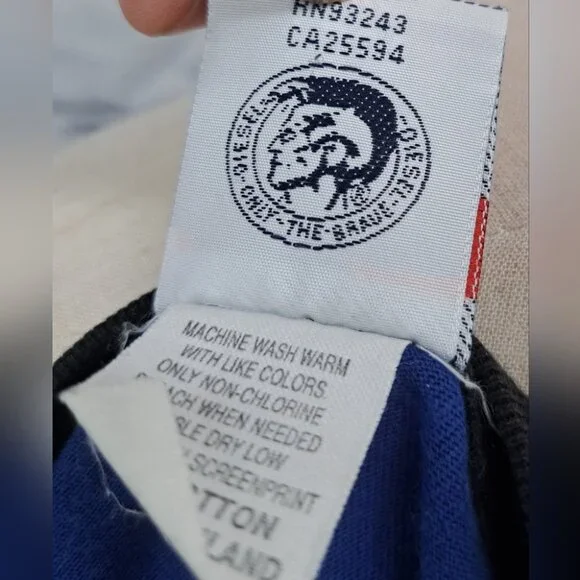 RN93243
CA25594
DIESEL DIESEL
ONLY-THE-BRAVE
MACHINE WASH WARM
WITH LIKE COLORS.
ONLY NON-CHLORINE
WHEN NEEDED
DRY LOW
SCREENPRINT